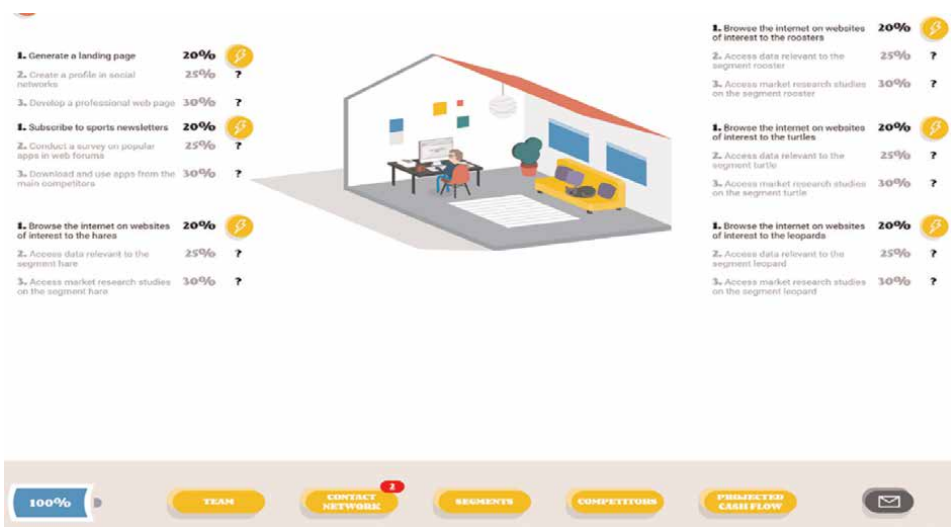 1. Generate a landing page 20%
2. Create a profile in social 25% ?
networks
3. Develop a professional web page 30% ?
1. Subscribe to sports newsletters 20%
2. Conduct a survey on popular 25% ?
apps in web forums
3. Download and use apps from the 30% ?
main competitors
1. Browse the internet on websites 20%
of interest to the hares
2. Access data relevant to the 25% ?
segment hare
3. Access market research studies 30% ?
on the segment hare
1. Browse the internet on websites 20%
of interest to the roosters
2. Access data relevant to the 25% ?
segment rooster
3. Access market research studies 30% ?
on the segment rooster
1. Browse the internet on websites 20%
of interest to the turtles
2. Access data relevant to the 25% ?
segment turtle
3. Access market research studies 30% ?
on the segment turtle
1. Browse the internet on websites 20%
of interest to the leopards
2. Access data relevant to the 25% ?
segment leopard
3. Access market research studies 30% ?
on the segment leopard
100%
TEAM
2
CONTACT
NETWORK
SEGMENTS
COMPETITORS
PROJECTED
CASH FLOW